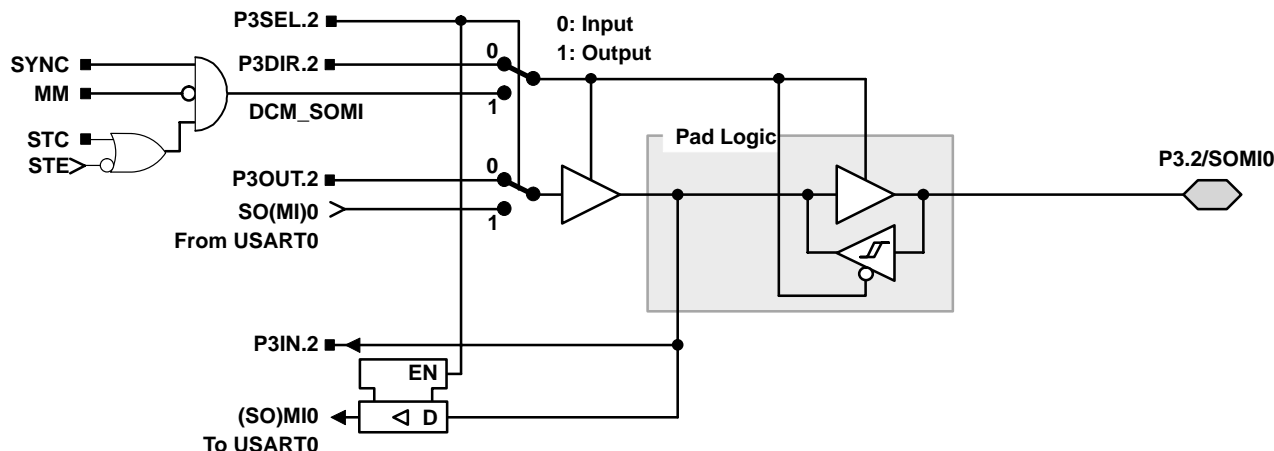 P3SEL.2
0: Input
1: Output
SYNC
P3DIR.2
0
MM
1
DCM_SOMI
STC
STE
Pad Logic
P3.2/SOMI0
P3OUT.2
0
SO(MI)0
1
From USART0
P3IN.2
EN
(SO)MI0
D
To USART0